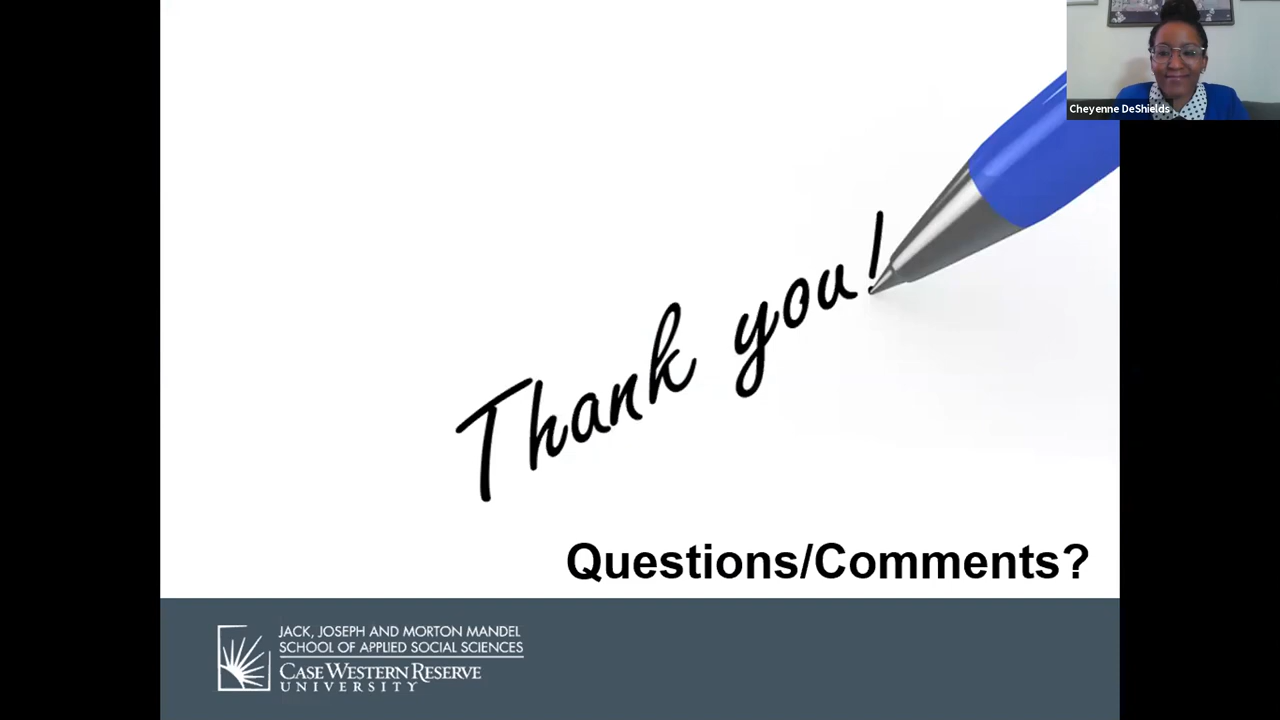 Cheyenne DeShields
Thank you!
Questions/Comments?
JACK, JOSEPH AND MORTON MANDEL
SCHOOL OF APPLIED SOCIAL SCIENCES
CASE WESTERN RESERVE
UNIVERSITY